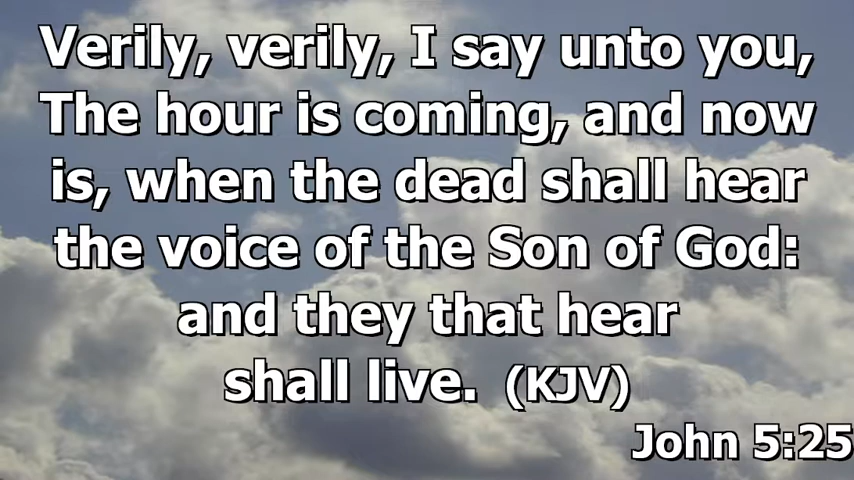 Verily, verily, I say unto you,
The hour is coming, and now
is, when the dead shall hear
the voice of the Son of God:
and they that hear
shall live. (KJV)
John 5:25